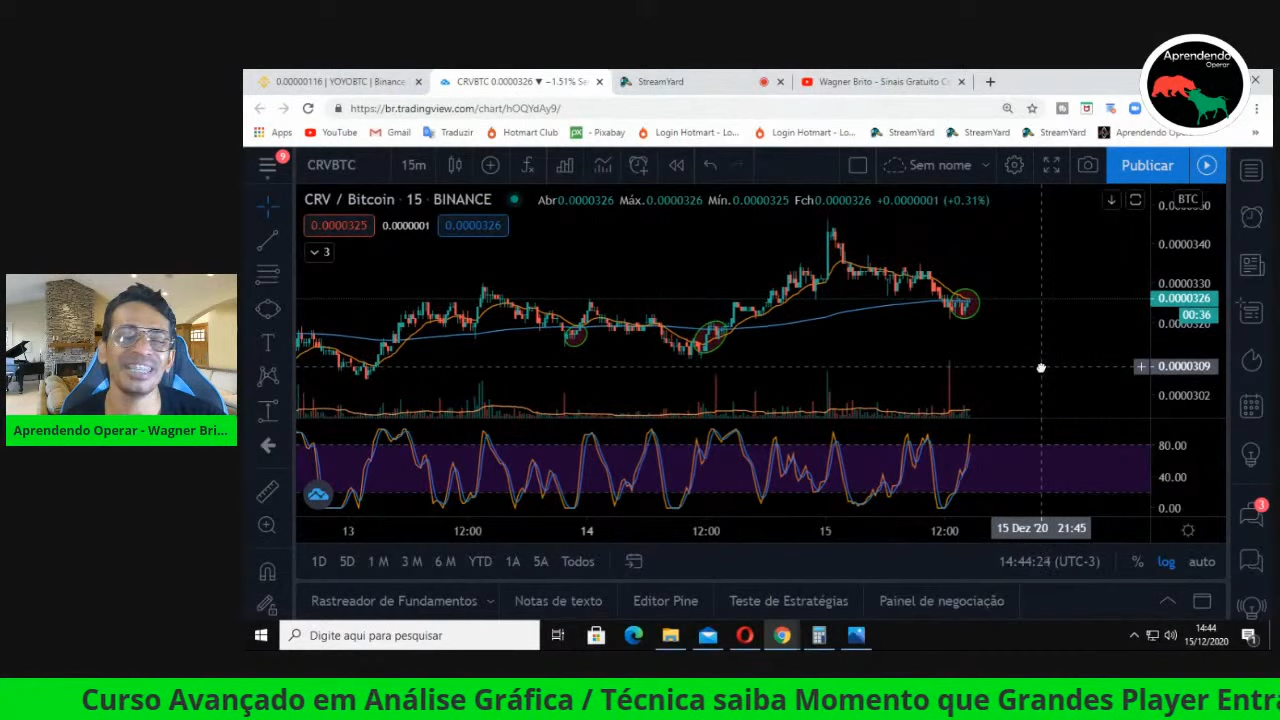 Aprendendo
Operar
0.00000116 | YOYOBTC | Binance
CRVBTC 0.0000326 ▼ −1.51% Se
StreamYard
Wagner Brito - Sinais Gratuito C
https://br.tradingview.com/chart/hOQYdAy9/
Apps
YouTube
Gmail
Traduzir
Hotmart Club
px
- Pixabay
Login Hotmart - Lo...
Login Hotmart - Lo...
StreamYard
StreamYard
StreamYard
Aprendendo Oper...
9
CRVBTC
15m
Sem nome
Publicar
CRV / Bitcoin · 15 · BINANCE
Abr0.0000326 Máx.0.0000326 Mín.0.0000325 Fch0.0000326 +0.0000001 (+0.31%)
BTC
0.0000325
0.0000001
0.0000326
3
0.0000340
0.0000330
0.0000326
00:36
0.0000309
0.0000302
80.00
40.00
0.00
13
12:00
14
12:00
15
12:00
15 Dez '20 21:45
3
1D 5D 1 M 3 M 6 M YTD 1A 5A Todos
14:44:24 (UTC-3)
%
log
auto
Rastreador de Fundamentos
Notas de texto
Editor Pine
Teste de Estratégias
Painel de negociação
Digite aqui para pesquisar
14:44
15/12/2020
Aprendendo Operar - Wagner Bri...
Curso Avançado em Análise Gráfica / Técnica saiba Momento que Grandes Player Entra